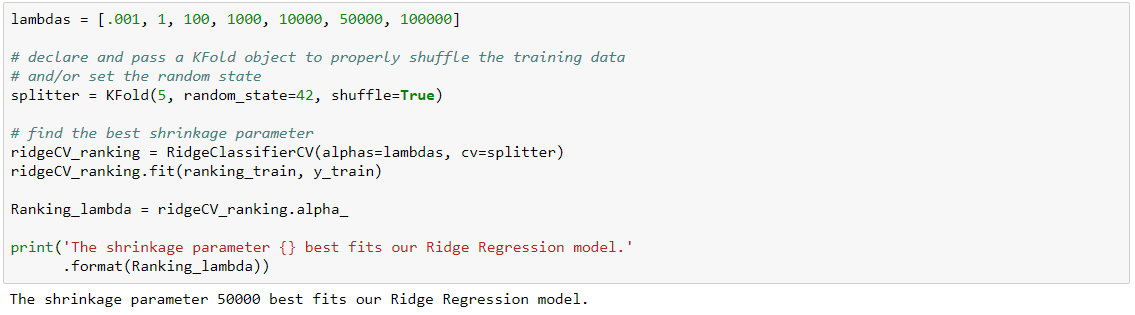 lambdas = [.001, 1, 100, 1000, 10000, 50000, 100000]
# declare and pass a KFold object to properly shuffle the training data
# and/or set the random state
splitter = KFold(5, random_state=42, shuffle=True)
# find the best shrinkage parameter
ridgeCV_ranking = RidgeClassifierCV(alphas=lambdas, cv=splitter)
ridgeCV_ranking.fit(ranking_train, y_train)
Ranking_lambda = ridgeCV_ranking.alpha_
print('The shrinkage parameter {} best fits our Ridge Regression model.'
      .format(Ranking_lambda))
The shrinkage parameter 50000 best fits our Ridge Regression model.